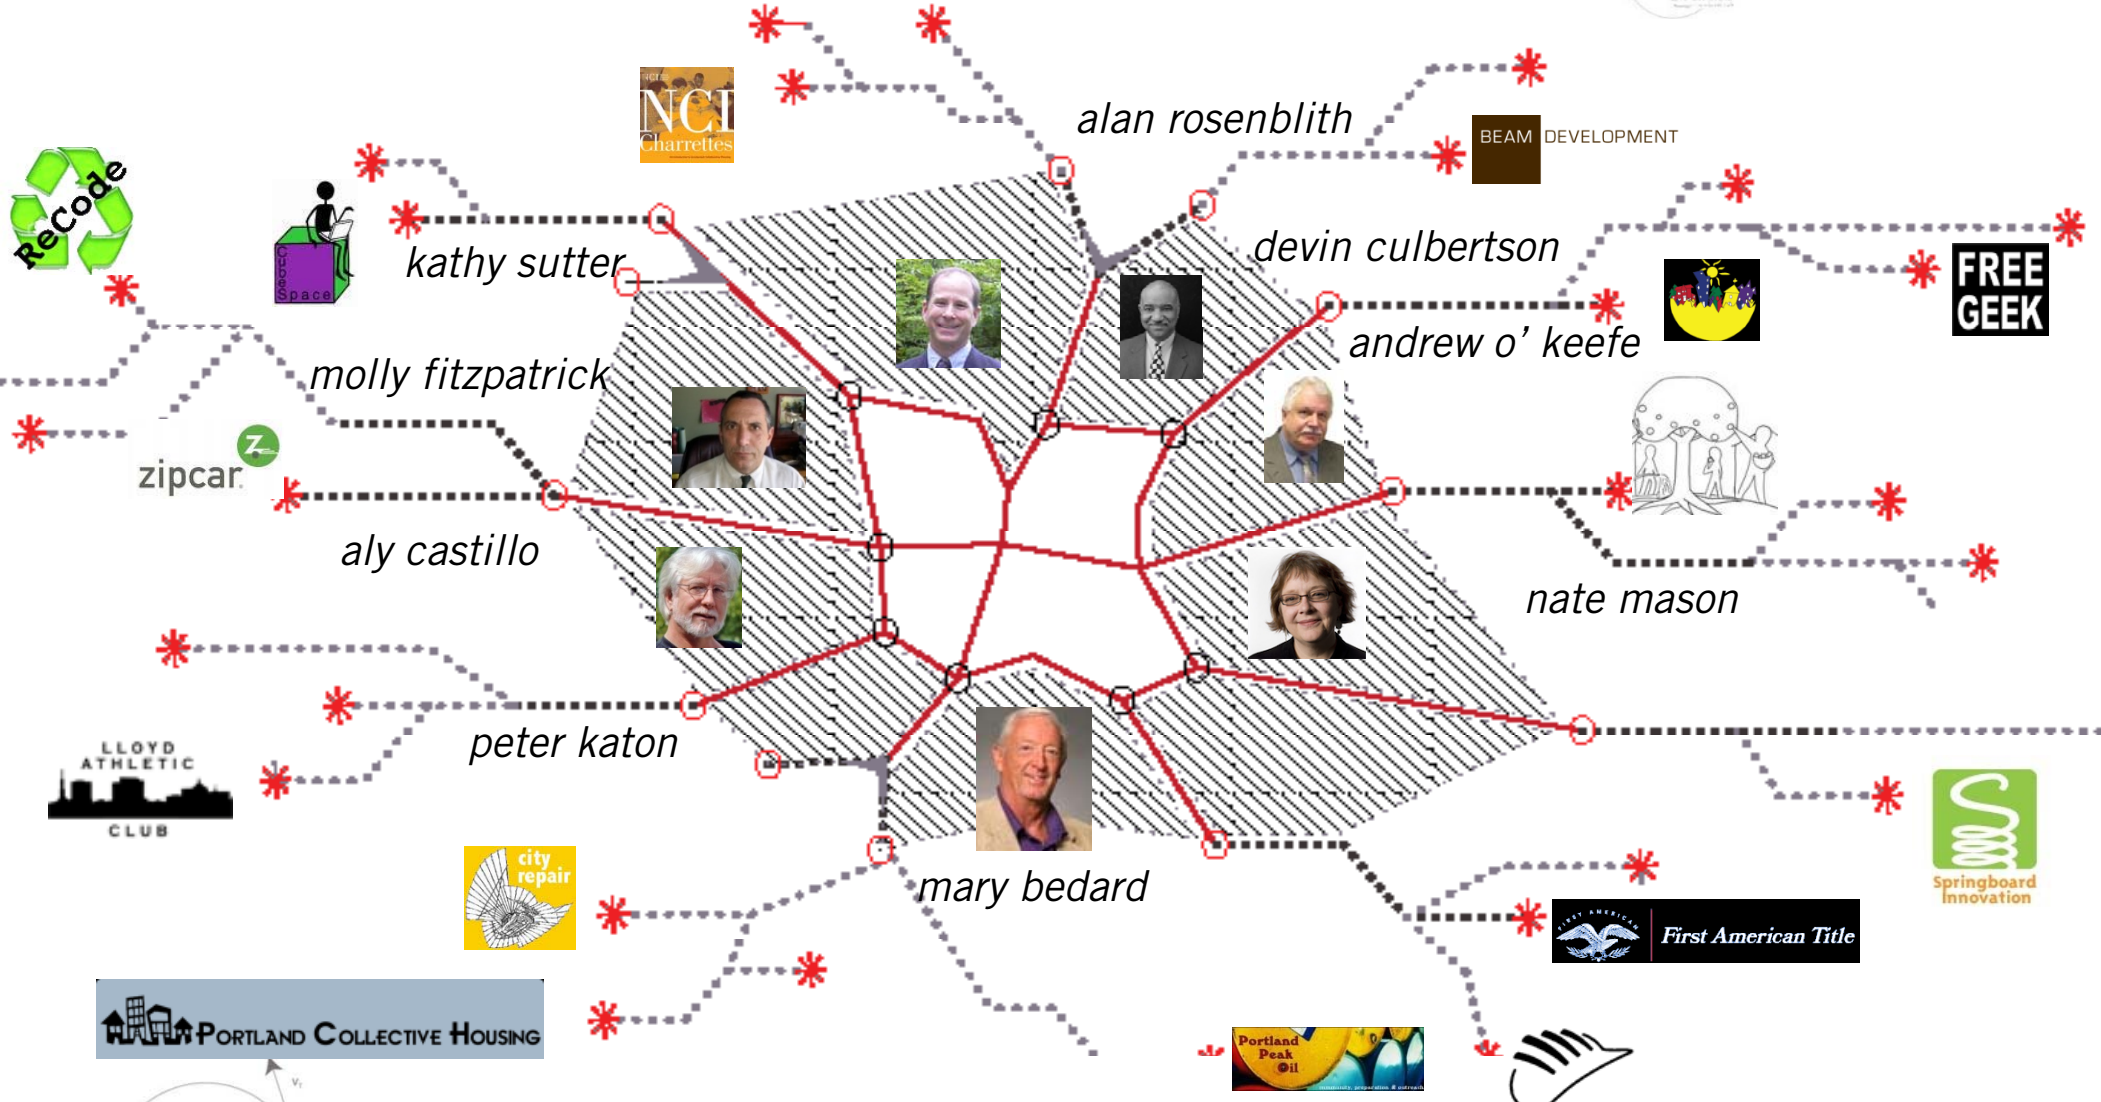 NCI
Charrettes
alan rosenblith
BEAM DEVELOPMENT
ReCode
CubeSpace
kathy sutter
devin culbertson
FREE
GEEK
andrew o' keefe
molly fitzpatrick
zipcar
aly castillo
nate mason
peter katon
LLOYD
ATHLETIC
CLUB
mary bedard
city
repair
Springboard
Innovation
FIRST AMERICAN
First American Title
PORTLAND COLLECTIVE HOUSING
Portland
Peak
Oil